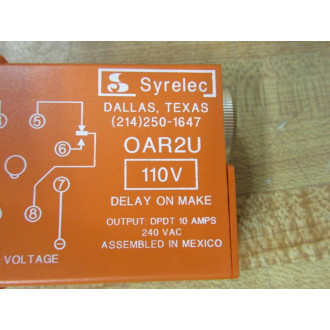 Syrelec
DALLAS, TEXAS
(214)250-1647
OAR2U
110V
DELAY ON MAKE
OUTPUT: DPDT 10 AMPS
240 VAC
ASSEMBLED IN MEXICO
5
6
7
8
VOLTAGE